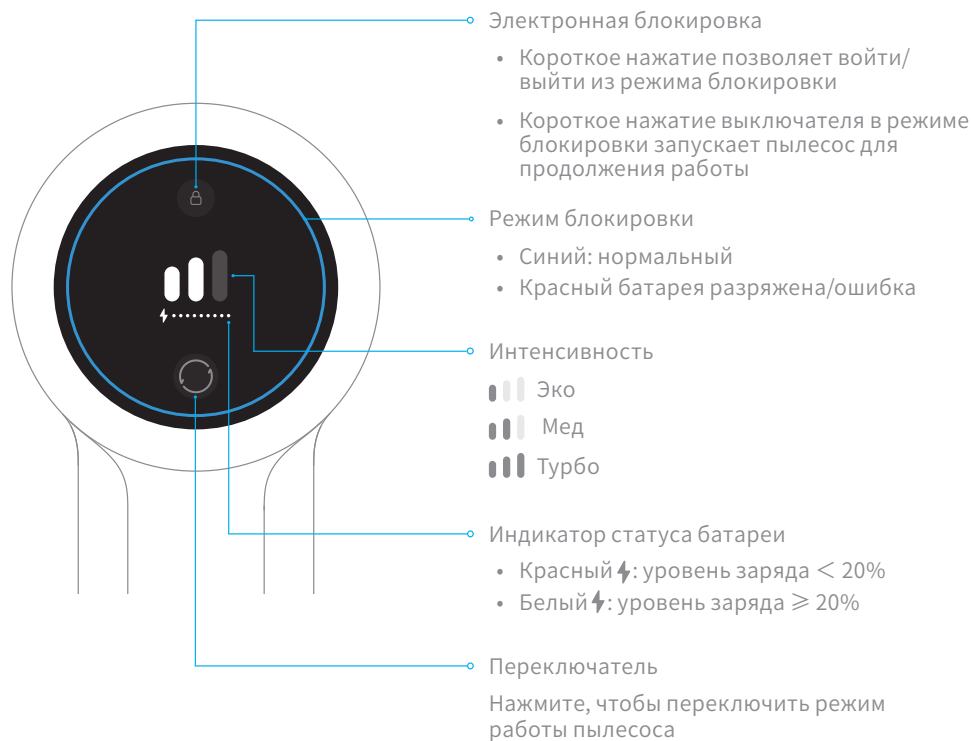 Электронная блокировка
• Короткое нажатие позволяет войти/
выйти из режима блокировки
• Короткое нажатие выключателя в режиме
блокировки запускает пылесос для
продолжения работы
Режим блокировки
• Синий: нормальный
• Красный батарея разряжена/ошибка
Интенсивность
Эко
Мед
Турбо
Индикатор статуса батареи
• Красный : уровень заряда < 20%
• Белый : уровень заряда ⩾ 20%
Переключатель
Нажмите, чтобы переключить режим
работы пылесоса